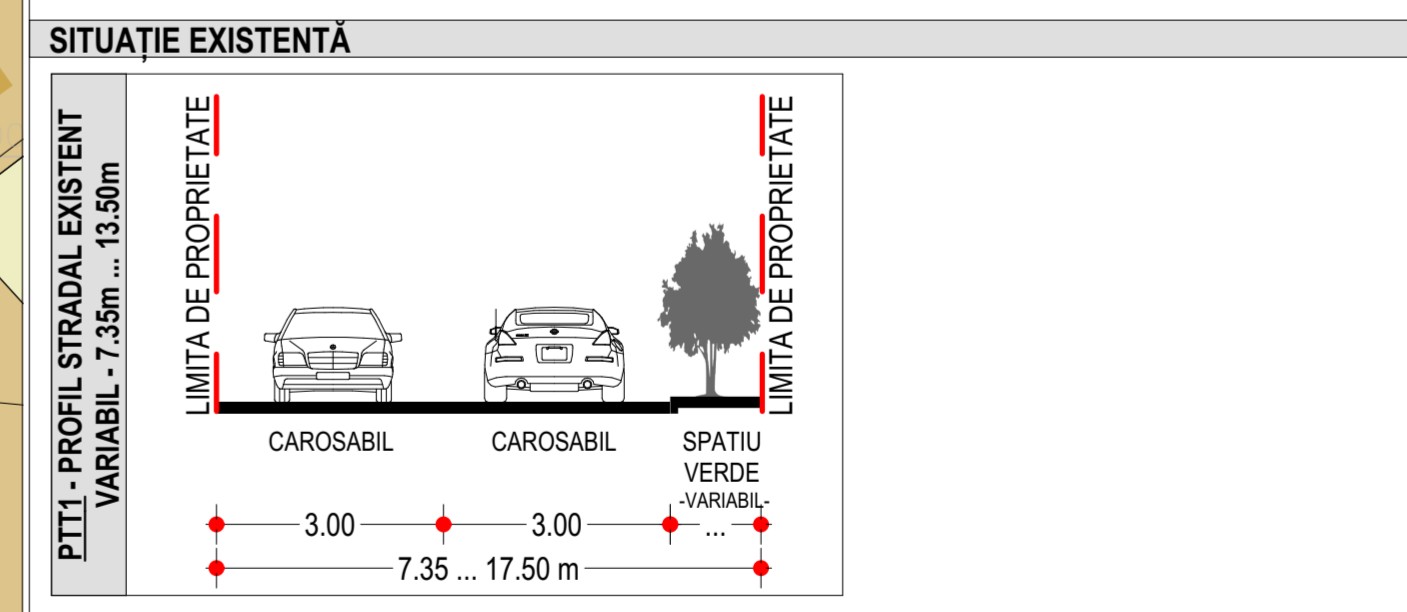 SITUAȚIE EXISTENTĂ
PTT1 - PROFIL STRADAL EXISTENT
VARIABIL - 7.35m ... 13.50m
LIMITA DE PROPRIETATE
LIMITA DE PROPRIETATE
CAROSABIL
CAROSABIL
SPATIU
VERDE
-VARIABIL-
3.00
3.00
...
7.35 ... 17.50 m